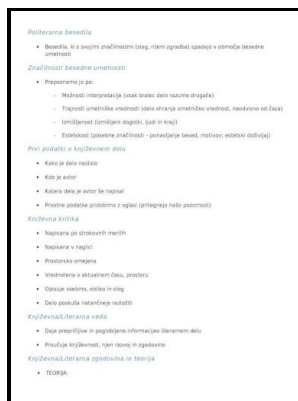 Politerarna besedila
• Besedila, ki s svojimi značilnostmi (slog, ritem zgradba) spadajo v območje besedne
umetnosti
Značilnosti besedne umetnosti
• Prepoznamo jo po:
- Možnosti interpretacije (vsak bralec delo razume drugače)
- Trajnosti umetniške vrednosti (delo ohranja umetniško vrednost, neodvisno od časa)
- Izmišljenost (izmišljeni dogatki, ljudi in kraji)
- Estetskost (posebne značilnosti – ponavljanje besed, motivov; estetski doživljaj)
Prvi podatki o književnem delu
• Kako je delo nastalo
• Kdo je avtor
• Katera dela je avtor še napisal
• Prvotne podatke pridobimo z oglasi (pritegnejo našo pozornost)
Kniževna kritika
• Napisana po strokovnih merilih
• Napisana v naglici
• Prostorsko omejena
• Vrednotena v aktualnem času, prostoru
• Opisuje vsebino, obliko in slog
• Delo poskuša natančneje razložiti
Književna/Literarna veda
• Daje prepričljive in poglobljene informacije literarnem delu
• Proučuje književnost, njen razvoj in zgodovino
Književna/Literarna zgodovina in teorija
• TEORIJA: